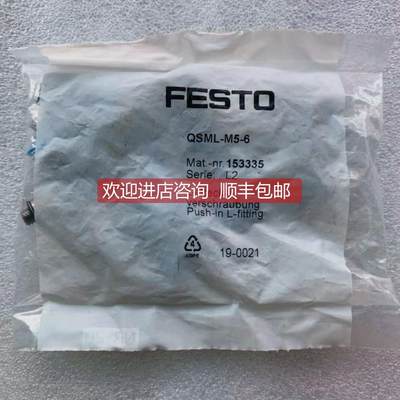 FESTO
QSML-M5-6
Mat.-nr. 153335
Serie: L2
欢迎进店咨询 顺丰包邮
verschraubung
Push-in L-fitting
4
19-0021